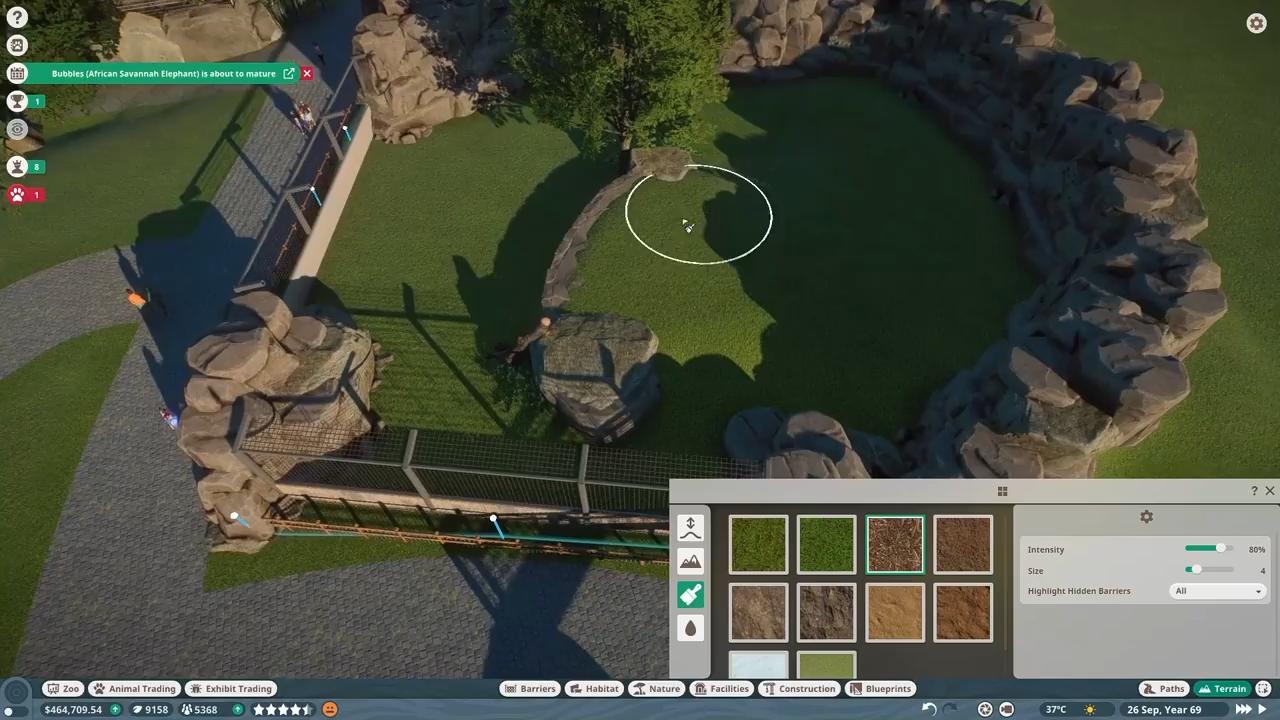 ?
Bubbles (African Savannah Elephant) is about to mature
1
8
1
? ×
Intensity 80%
Size 4
Highlight Hidden Barriers All
Zoo Animal Trading Exhibit Trading Barriers Habitat Nature Facilities Construction Blueprints Paths Terrain
$464,709.54 9158 5368 37°C 26 Sep, Year 69